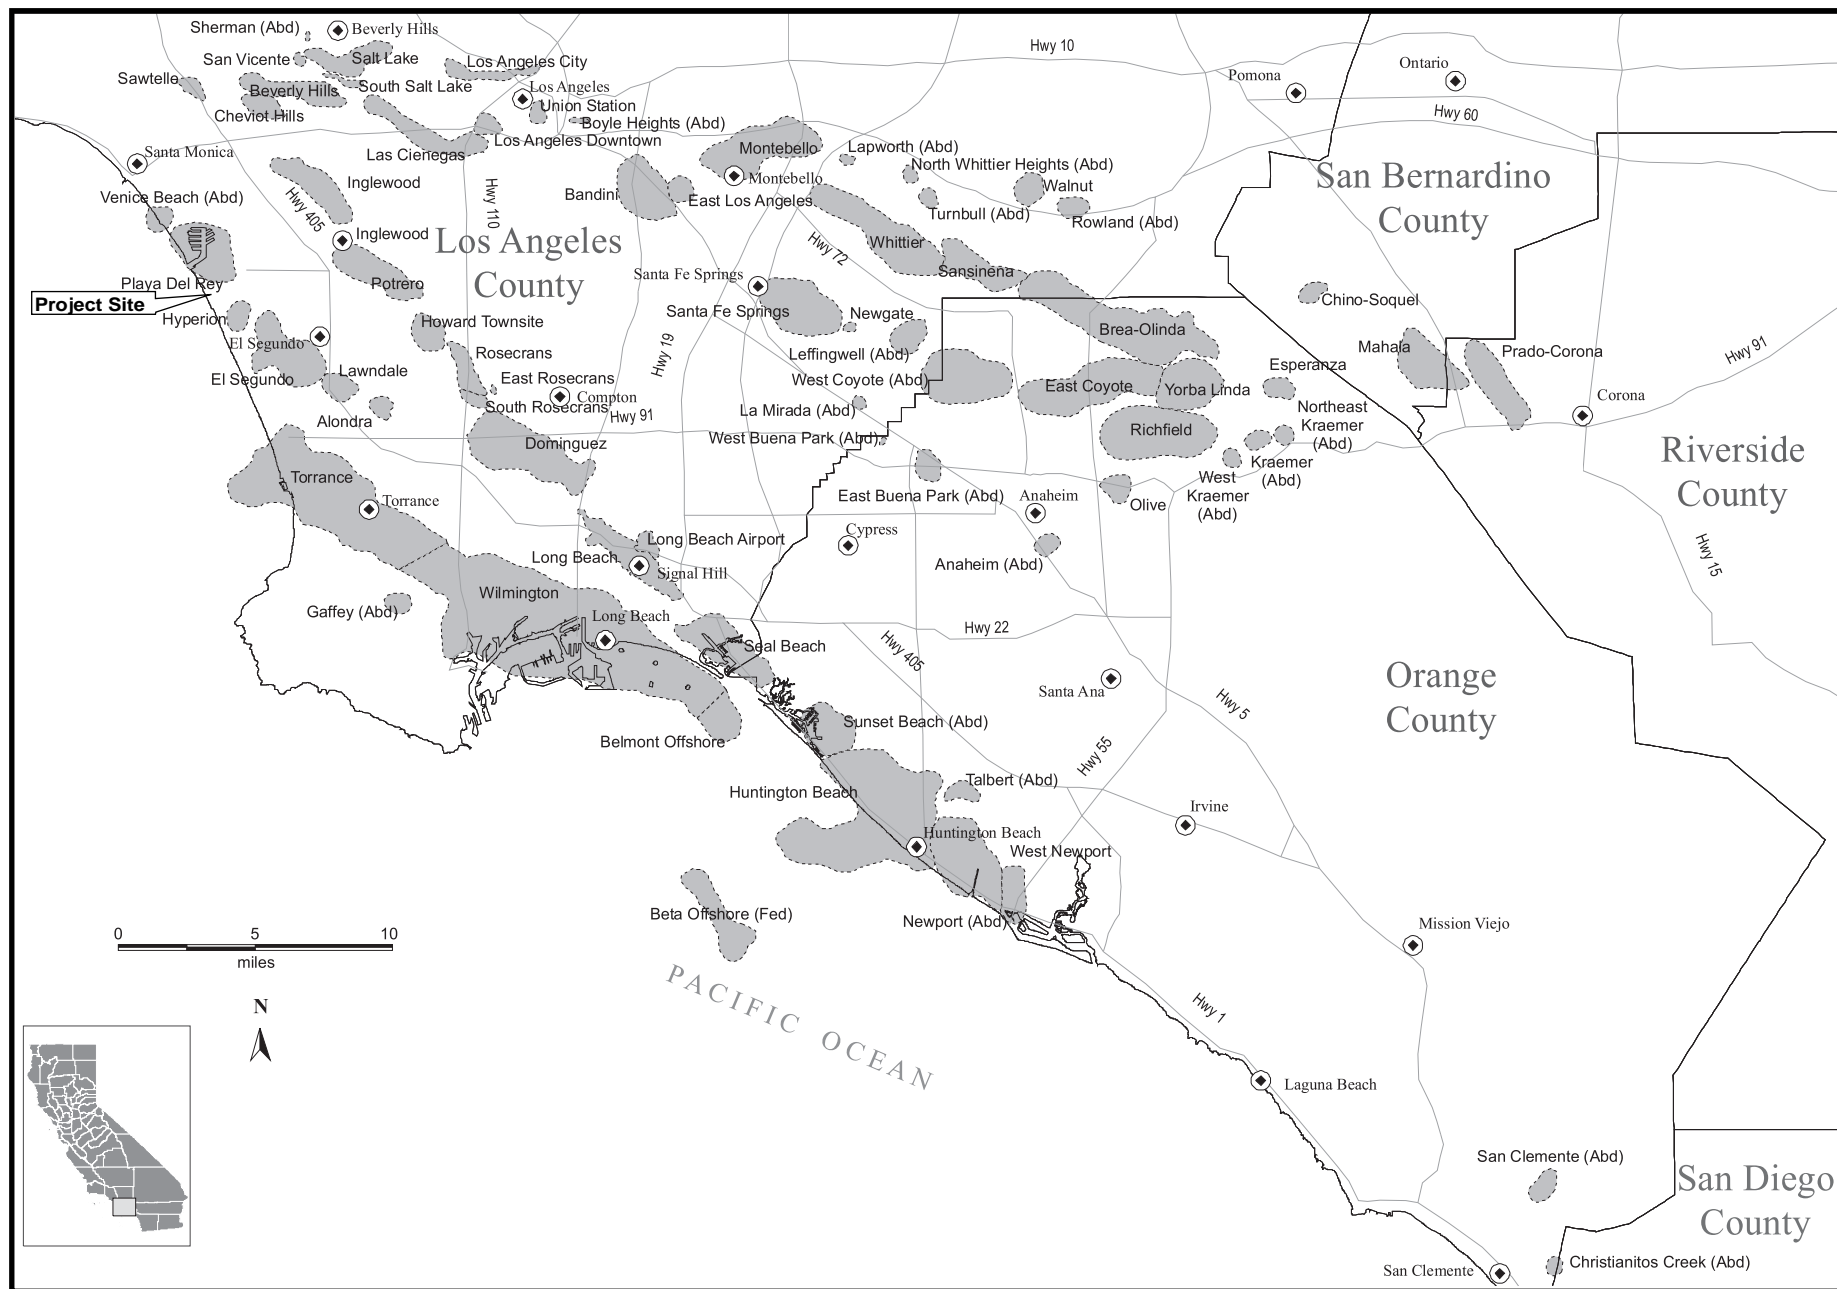 Sherman (Abd)
Beverly Hills
San Vicente
Salt Lake
Los Angeles City
Hwy 10
Pomona
Ontario
Sawtelle
Beverly Hills
South Salt Lake
Los Angeles
Union Station
Cheviot Hills
Boyle Heights (Abd)
Hwy 60
Las Cienegas
Los Angeles Downtown
Santa Monica
Montebello
Lapworth (Abd)
North Whittier Heights (Abd)
Inglewood
Hwy 110
Montebello
Walnut
San Bernardino
County
Venice Beach (Abd)
Hwy 405
Bandini
East Los Angeles
Turnbull (Abd)
Rowland (Abd)
Inglewood
Los Angeles
County
Hwy 72
Whittier
Playa Del Rey
Potrero
Santa Fe Springs
Sansinena
Project Site
Santa Fe Springs
Newgate
Chino-Soquel
Hyperion
Howard Townsite
Brea-Olinda
El Segundo
Hwy 19
Leffingwell (Abd)
Mahala
Prado-Corona
Hwy 91
El Segundo
Lawndale
Rosecrans
East Rosecrans
West Coyote (Abd)
East Coyote
Yorba Linda
Esperanza
Compton
Corona
South Rosecrans
Hwy 91
La Mirada (Abd)
Northeast
Kraemer
(Abd)
Alondra
Dominguez
West Buena Park (Abd)
Richfield
Riverside
County
Torrance
Kraemer
(Abd)
West
Kraemer
(Abd)
Torrance
East Buena Park (Abd)
Anaheim
Olive
Cypress
Long Beach Airport
Long Beach
Signal Hill
Anaheim (Abd)
Hwy 15
Gaffey (Abd)
Wilmington
Long Beach
Seal Beach
Hwy 22
Hwy 405
Santa Ana
Hwy 5
Orange
County
Belmont Offshore
Sunset Beach (Abd)
Hwy 55
Huntington Beach
Talbert (Abd)
Irvine
Huntington Beach
West Newport
Beta Offshore (Fed)
Newport (Abd)
Mission Viejo
0 5 10
miles
PACIFIC OCEAN
N
Hwy 1
Laguna Beach
San Clemente (Abd)
San Diego
County
San Clemente
Christianitos Creek (Abd)